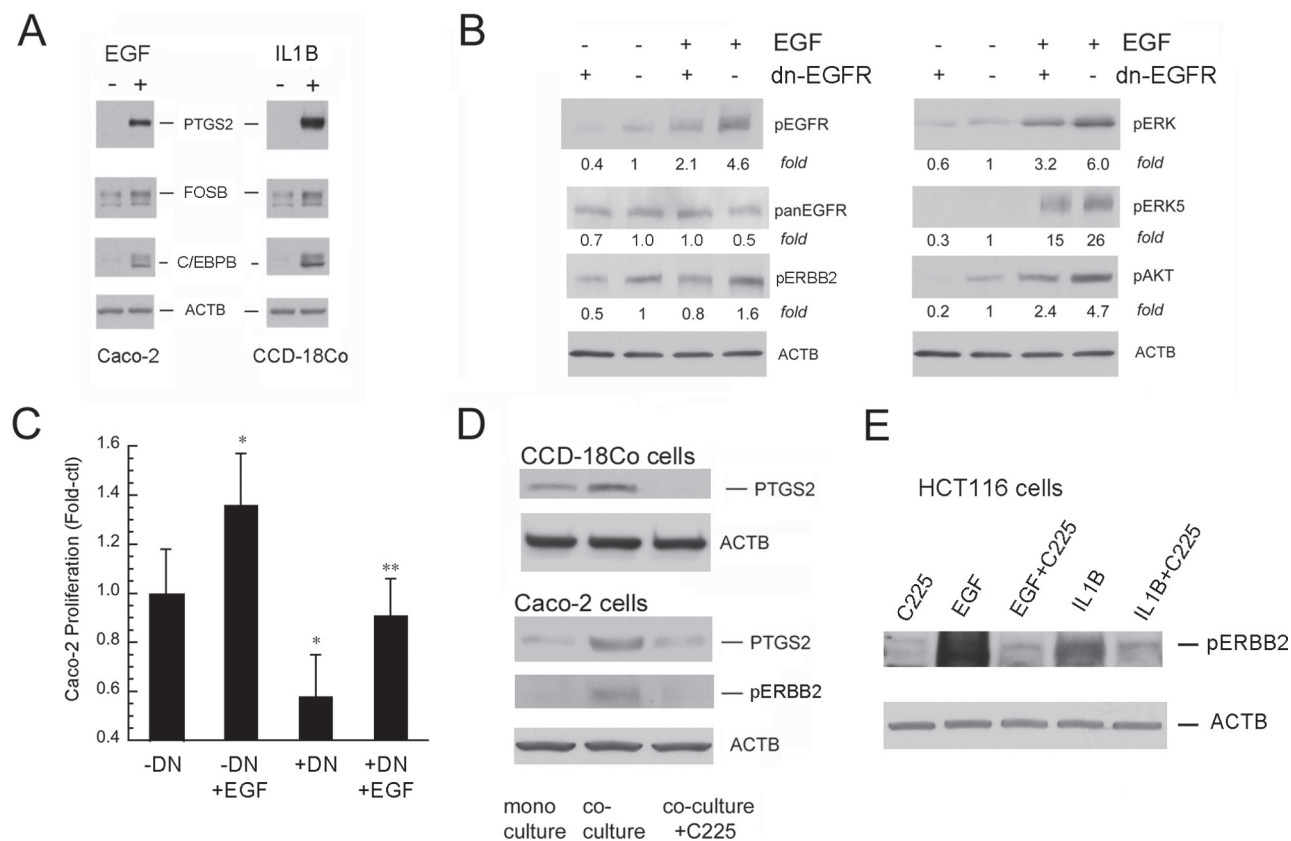 A
EGF
IL1B
- + - +
PTGS2
FOSB
C/EBPB
ACTB
Caco-2
CCD-18Co
B
- - + + EGF
+ - + - dn-EGFR
pEGFR
0.4 1 2.1 4.6 fold
panEGFR
0.7 1.0 1.0 0.5 fold
pERBB2
0.5 1 0.8 1.6 fold
ACTB
- - + + EGF
+ - + - dn-EGFR
pERK
0.6 1 3.2 6.0 fold
pERK5
0.3 1 15 26 fold
pAKT
0.2 1 2.4 4.7 fold
ACTB
C
Caco-2 Proliferation (Fold-ctl)
1.6
1.4
1.2
1.0
0.8
0.6
0.4
*
*
**
-DN
-DN +EGF
+DN
+DN +EGF
D
CCD-18Co cells
PTGS2
ACTB
Caco-2 cells
PTGS2
pERBB2
ACTB
mono culture
co-culture
co-culture +C225
E
HCT116 cells
C225
EGF
EGF+C225
IL1B
IL1B+C225
pERBB2
ACTB